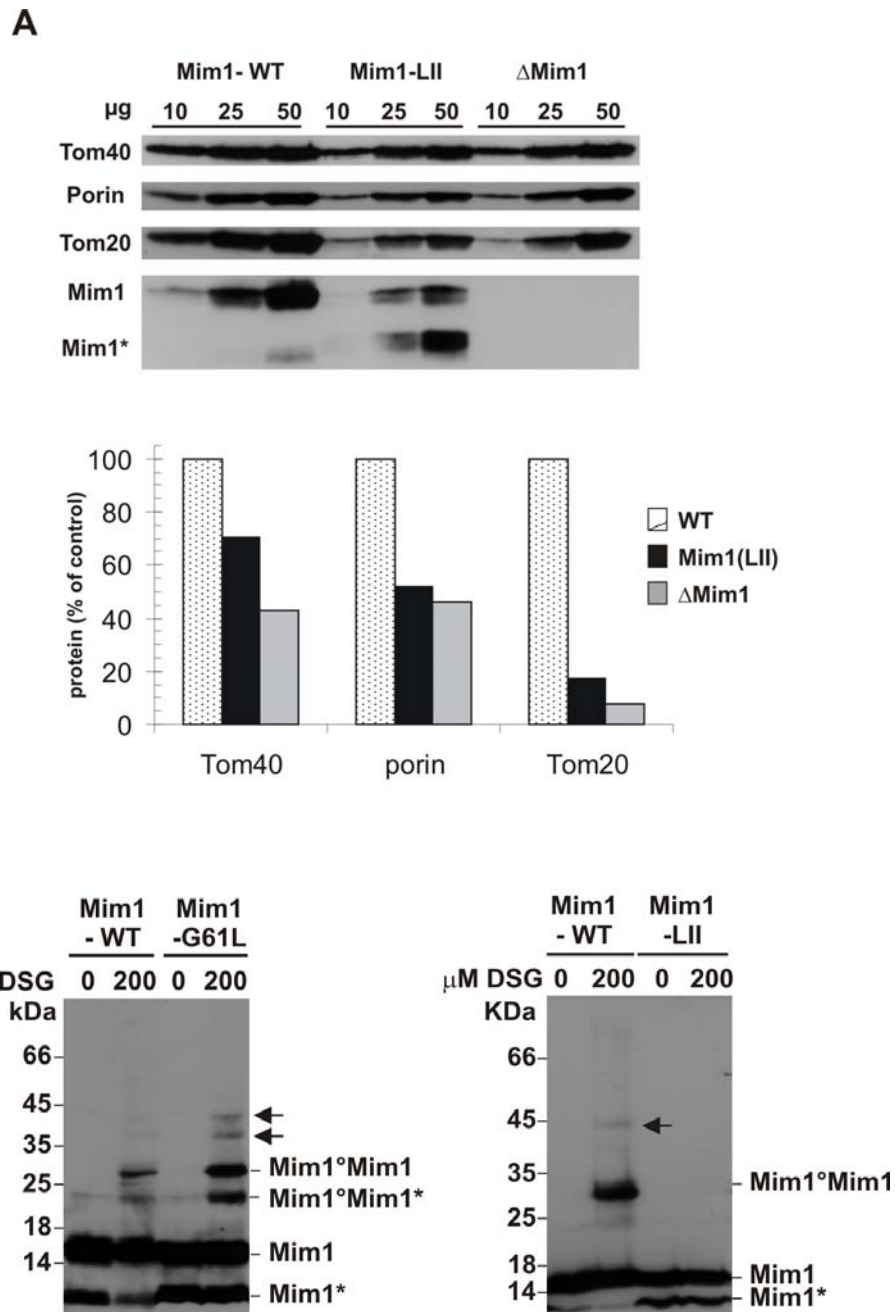 A
Mim1- WT Mim1-LII ΔMim1
µg 10 25 50 10 25 50 10 25 50
Tom40
Porin
Tom20
Mim1
Mim1*
protein (% of control)
100
80
60
40
20
0
Tom40 porin Tom20
WT
Mim1(LII)
ΔMim1
Mim1 Mim1
- WT -G61L
DSG 0 200 0 200
kDa
66
45
35
25
18
14
Mim1°Mim1
Mim1°Mim1*
Mim1
Mim1*
Mim1 Mim1
- WT -LII
µM DSG 0 200 0 200
KDa
66
45
35
25
18
14
Mim1°Mim1
Mim1
Mim1*